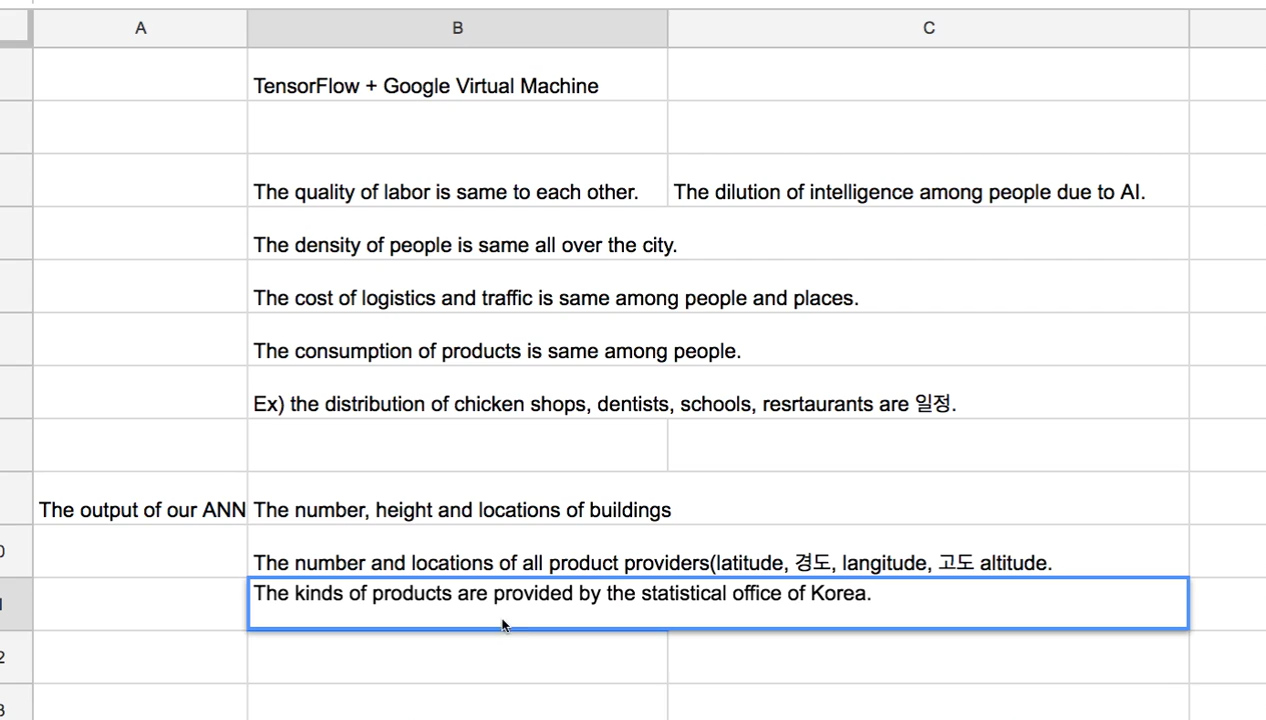 A B C
TensorFlow + Google Virtual Machine
The quality of labor is same to each other. The dilution of intelligence among people due to AI.
The density of people is same all over the city.
The cost of logistics and traffic is same among people and places.
The consumption of products is same among people.
Ex) the distribution of chicken shops, dentists, schools, resrtaurants are 일정.
The output of our ANN The number, height and locations of buildings
The number and locations of all product providers(latitude, 경도, langitude, 고도 altitude.
The kinds of products are provided by the statistical office of Korea.